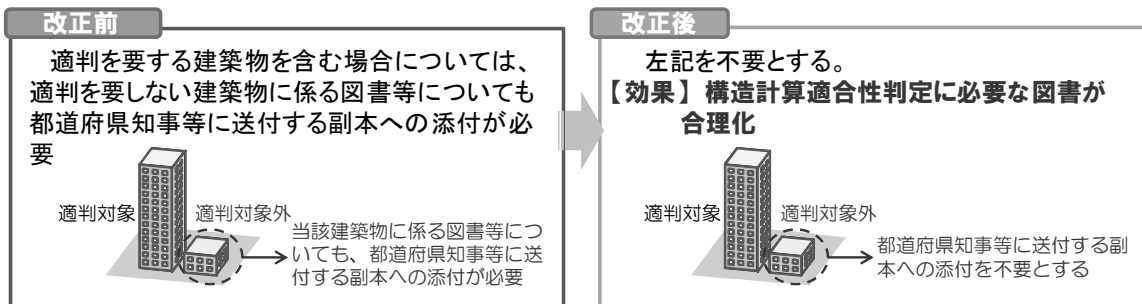 改正前
適判を要する建築物を含む場合については、
適判を要しない建築物に係る図書等についても
都道府県知事等に送付する副本への添付が必
要
適判対象
適判対象外
当該建築物に係る図書等につ
いても、都道府県知事等に送
付する副本への添付が必要
改正後
左記を不要とする。
【効果】構造計算適合性判定に必要な図書が
合理化
適判対象
適判対象外
都道府県知事等に送付する副
本への添付を不要とする